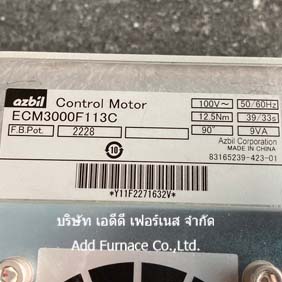 azbil Control Motor 100V~ 50/60Hz
ECM3000F113C 12.5Nm 39/33s
F.B.Pot. 2228 90° 9VA
Azbil Corporation
MADE IN CHINA
10
83165239-423-01
*Y11F2271632V*
บริษัท เอดีดี เฟอร์เนส จำกัด
Add Furnace Co.,Ltd.